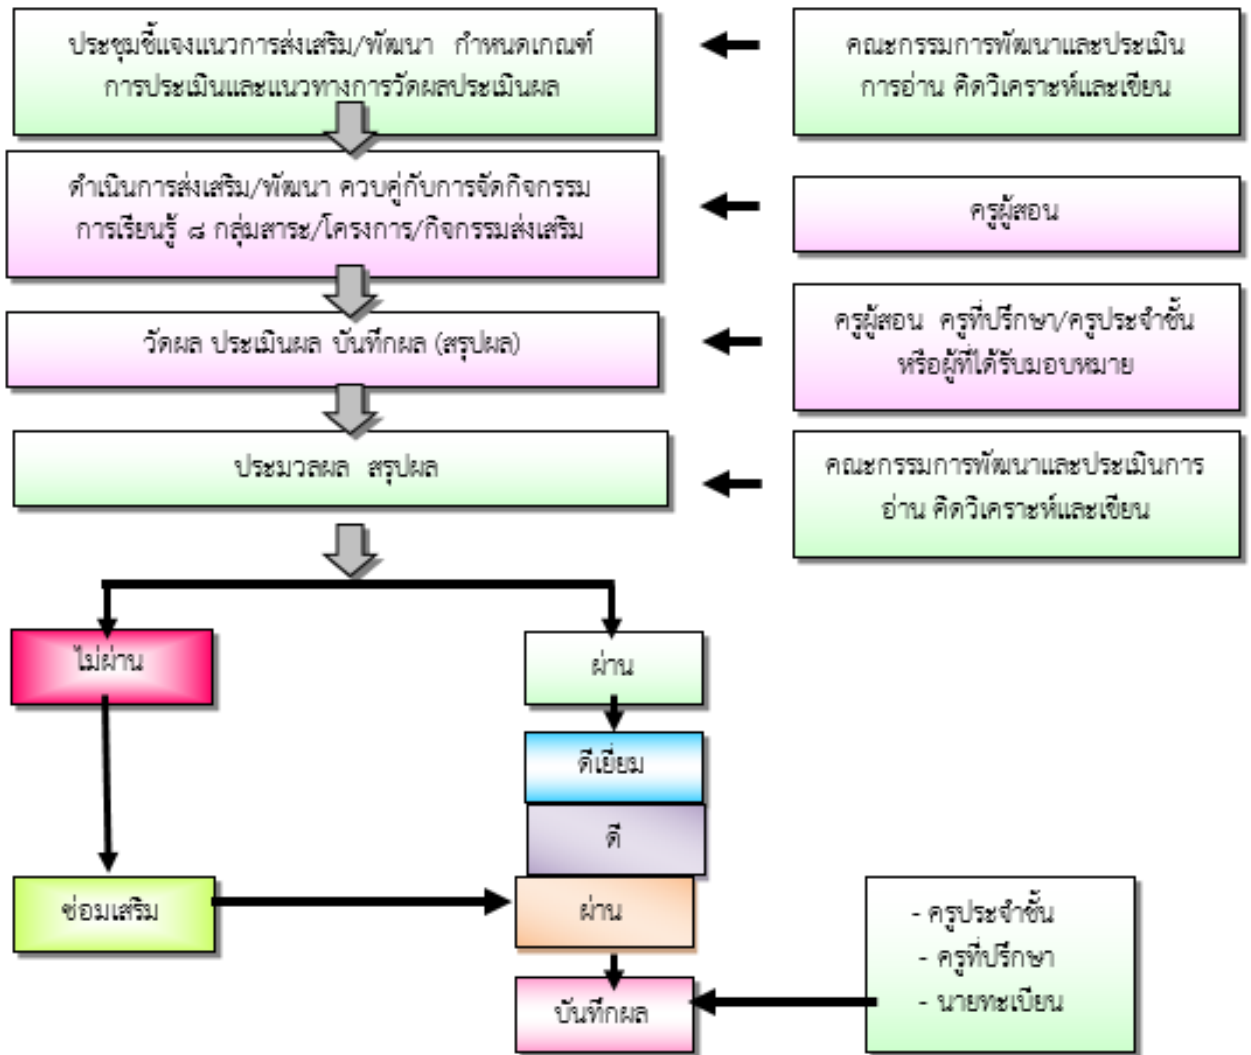 ประชุมชี้แจงแนวการส่งเสริม/พัฒนา กำหนดเกณฑ์
การประเมินและแนวทางการวัดผลประเมินผล
คณะกรรมการพัฒนาและประเมิน
การอ่าน คิดวิเคราะห์และเขียน
ดำเนินการส่งเสริม/พัฒนา ควบคู่กับการจัดกิจกรรม
การเรียนรู้ ๘ กลุ่มสาระ/โครงการ/กิจกรรมส่งเสริม
ครูผู้สอน
วัดผล ประเมินผล บันทึกผล (สรุปผล)
ครูผู้สอน ครูที่ปรึกษา/ครูประจำชั้น
หรือผู้ที่ได้รับมอบหมาย
ประมวลผล สรุปผล
คณะกรรมการพัฒนาและประเมินการ
อ่าน คิดวิเคราะห์และเขียน
ไม่ผ่าน
ผ่าน
ดีเยี่ยม
ดี
ซ่อมเสริม
ผ่าน
- ครูประจำชั้น
- ครูที่ปรึกษา
- นายทะเบียน
บันทึกผล